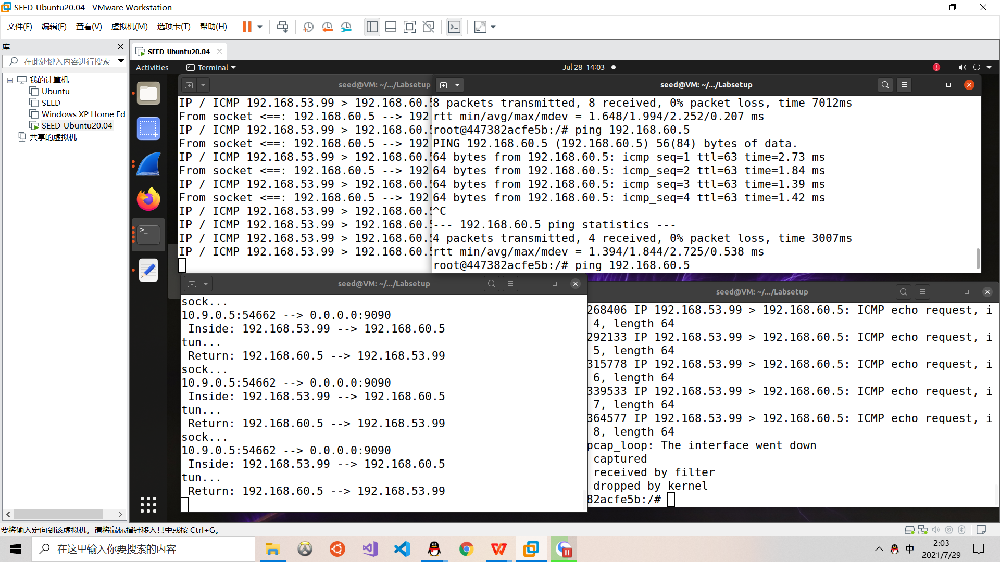 SEED-Ubuntu20.04 - VMware Workstation
文件(F) 编辑(E) 查看(V) 虚拟机(M) 选项卡(T) 帮助(H)
库
在此处键入内容进行搜索
我的计算机
Ubuntu
SEED
Windows XP Home Ed
SEED-Ubuntu20.04
共享的虚拟机
SEED-Ubuntu20.04
Activities Terminal Jul 28 14:03
seed@VM: ~/.../Labsetup
IP / ICMP 192.168.53.99 > 192.168.60.5
From socket <==: 192.168.60.5 --> 192
IP / ICMP 192.168.53.99 > 192.168.60.5
From socket <==: 192.168.60.5 --> 192
IP / ICMP 192.168.53.99 > 192.168.60.5
From socket <==: 192.168.60.5 --> 192
IP / ICMP 192.168.53.99 > 192.168.60.5
From socket <==: 192.168.60.5 --> 192
IP / ICMP 192.168.53.99 > 192.168.60.5
IP / ICMP 192.168.53.99 > 192.168.60.5
IP / ICMP 192.168.53.99 > 192.168.60.5
IP / ICMP 192.168.53.99 > 192.168.60.5
seed@VM: ~/.../Labsetup
8 packets transmitted, 8 received, 0% packet loss, time 7012ms
rtt min/avg/max/mdev = 1.648/1.994/2.252/0.207 ms
root@447382acfe5b:/# ping 192.168.60.5
PING 192.168.60.5 (192.168.60.5) 56(84) bytes of data.
64 bytes from 192.168.60.5: icmp_seq=1 ttl=63 time=2.73 ms
64 bytes from 192.168.60.5: icmp_seq=2 ttl=63 time=1.84 ms
64 bytes from 192.168.60.5: icmp_seq=3 ttl=63 time=1.39 ms
64 bytes from 192.168.60.5: icmp_seq=4 ttl=63 time=1.42 ms
^C
--- 192.168.60.5 ping statistics ---
4 packets transmitted, 4 received, 0% packet loss, time 3007ms
rtt min/avg/max/mdev = 1.394/1.844/2.725/0.538 ms
root@447382acfe5b:/# ping 192.168.60.5
seed@VM: ~/.../Labsetup
sock...
10.9.0.5:54662 --> 0.0.0.0:9090
Inside: 192.168.53.99 --> 192.168.60.5
tun...
Return: 192.168.60.5 --> 192.168.53.99
sock...
10.9.0.5:54662 --> 0.0.0.0:9090
Inside: 192.168.53.99 --> 192.168.60.5
tun...
Return: 192.168.60.5 --> 192.168.53.99
sock...
10.9.0.5:54662 --> 0.0.0.0:9090
Inside: 192.168.53.99 --> 192.168.60.5
tun...
Return: 192.168.60.5 --> 192.168.53.99
seed@VM: ~/.../Labsetup
268406 IP 192.168.53.99 > 192.168.60.5: ICMP echo request, i
4, length 64
292133 IP 192.168.53.99 > 192.168.60.5: ICMP echo request, i
5, length 64
315778 IP 192.168.53.99 > 192.168.60.5: ICMP echo request, i
6, length 64
339533 IP 192.168.53.99 > 192.168.60.5: ICMP echo request, i
7, length 64
364577 IP 192.168.53.99 > 192.168.60.5: ICMP echo request, i
8, length 64
pcap_loop: The interface went down
captured
received by filter
dropped by kernel
82acfe5b:/#
要将输入定向到该虚拟机，请将鼠标指针移入其中或按 Ctrl+G。
在这里输入你要搜索的内容
中
2:03
2021/7/29